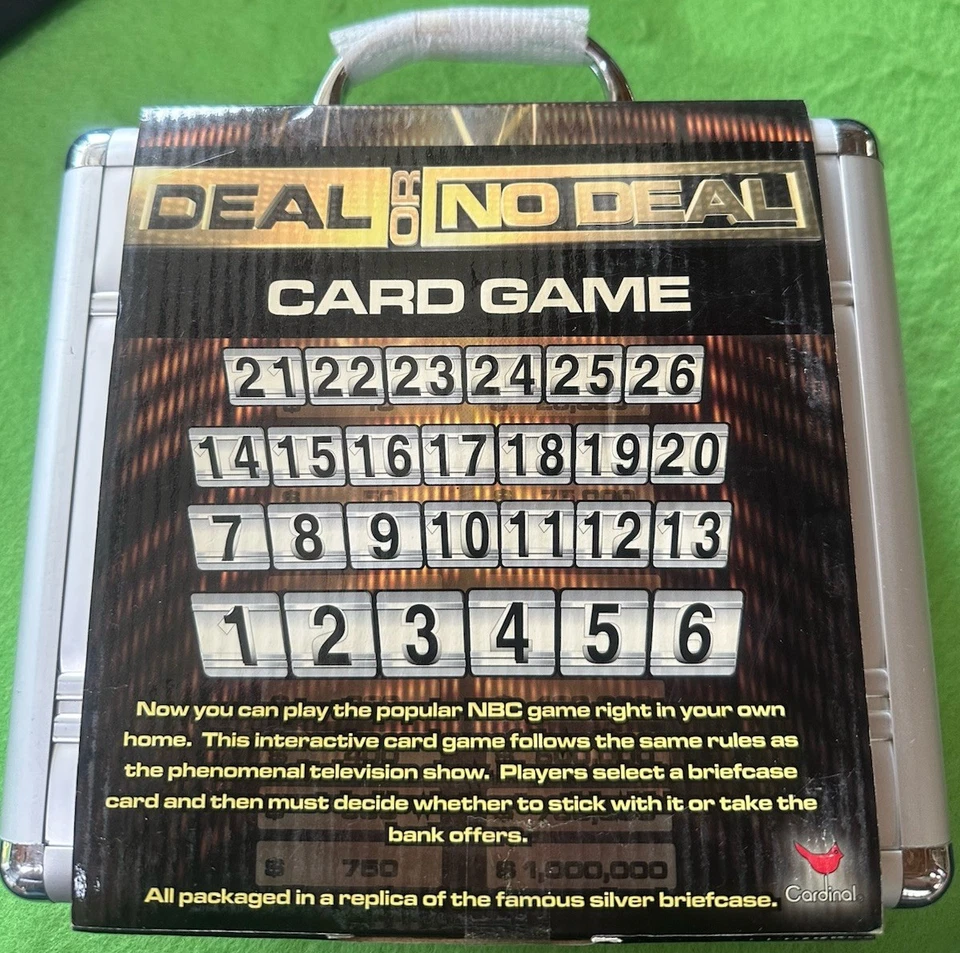 DEAL OR NO DEAL
CARD GAME
21 22 23 24 25 26
14 15 16 17 18 19 20
7 8 9 10 11 12 13
1 2 3 4 5 6
Now you can play the popular NBC game right in your own
home. This interactive card game follows the same rules as
the phenomenal television show. Players select a briefcase
card and then must decide whether to stick with it or take the
bank offers.
$ 750 $ 1,000,000
All packaged in a replica of the famous silver briefcase.
Cardinal